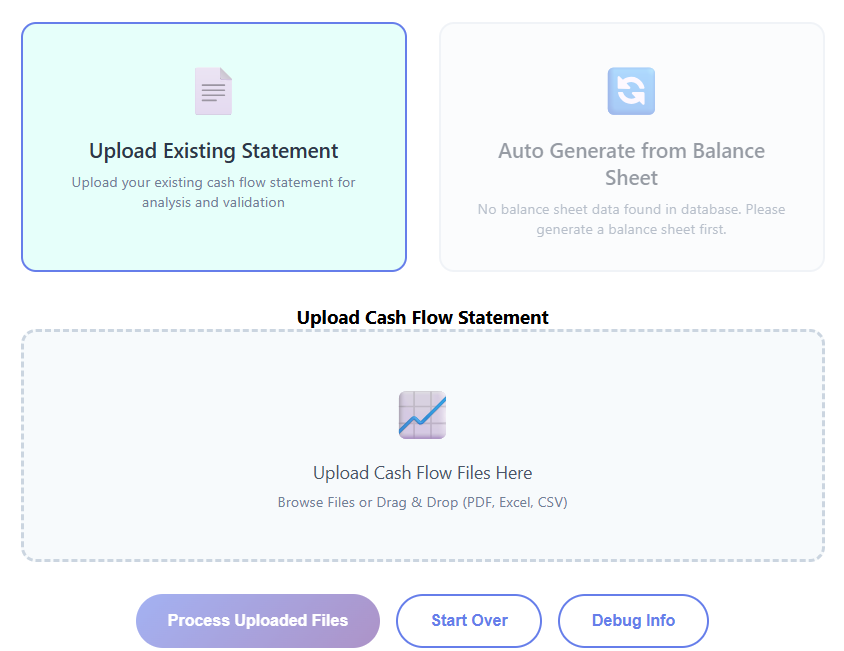 Upload Existing Statement
Upload your existing cash flow statement for
analysis and validation
Auto Generate from Balance
Sheet
No balance sheet data found in database. Please
generate a balance sheet first.
Upload Cash Flow Statement
Upload Cash Flow Files Here
Browse Files or Drag & Drop (PDF, Excel, CSV)
Process Uploaded Files
Start Over
Debug Info